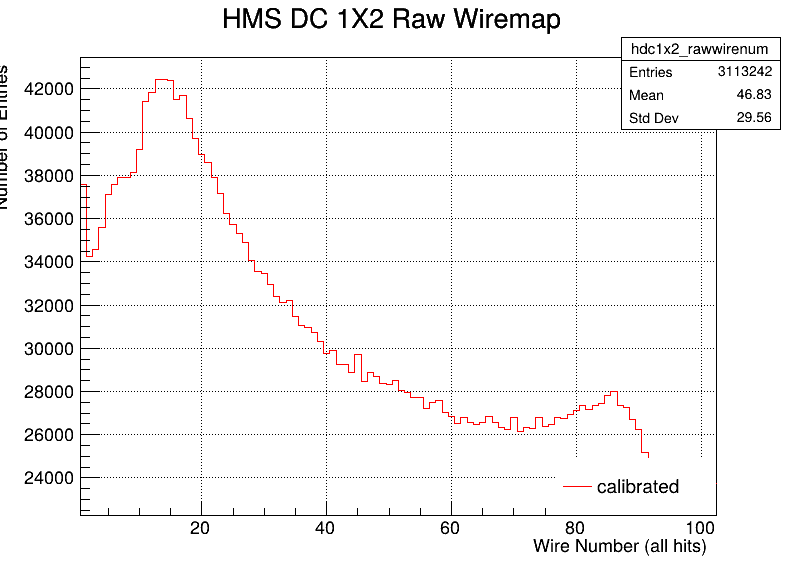 HMS DC 1X2 Raw Wiremap
hdc1x2_rawwirenum
Entries 3113242
Mean 46.83
Std Dev 29.56
Number of Entries
42000
40000
38000
36000
34000
32000
30000
28000
26000
24000
calibrated
20 40 60 80 100
Wire Number (all hits)